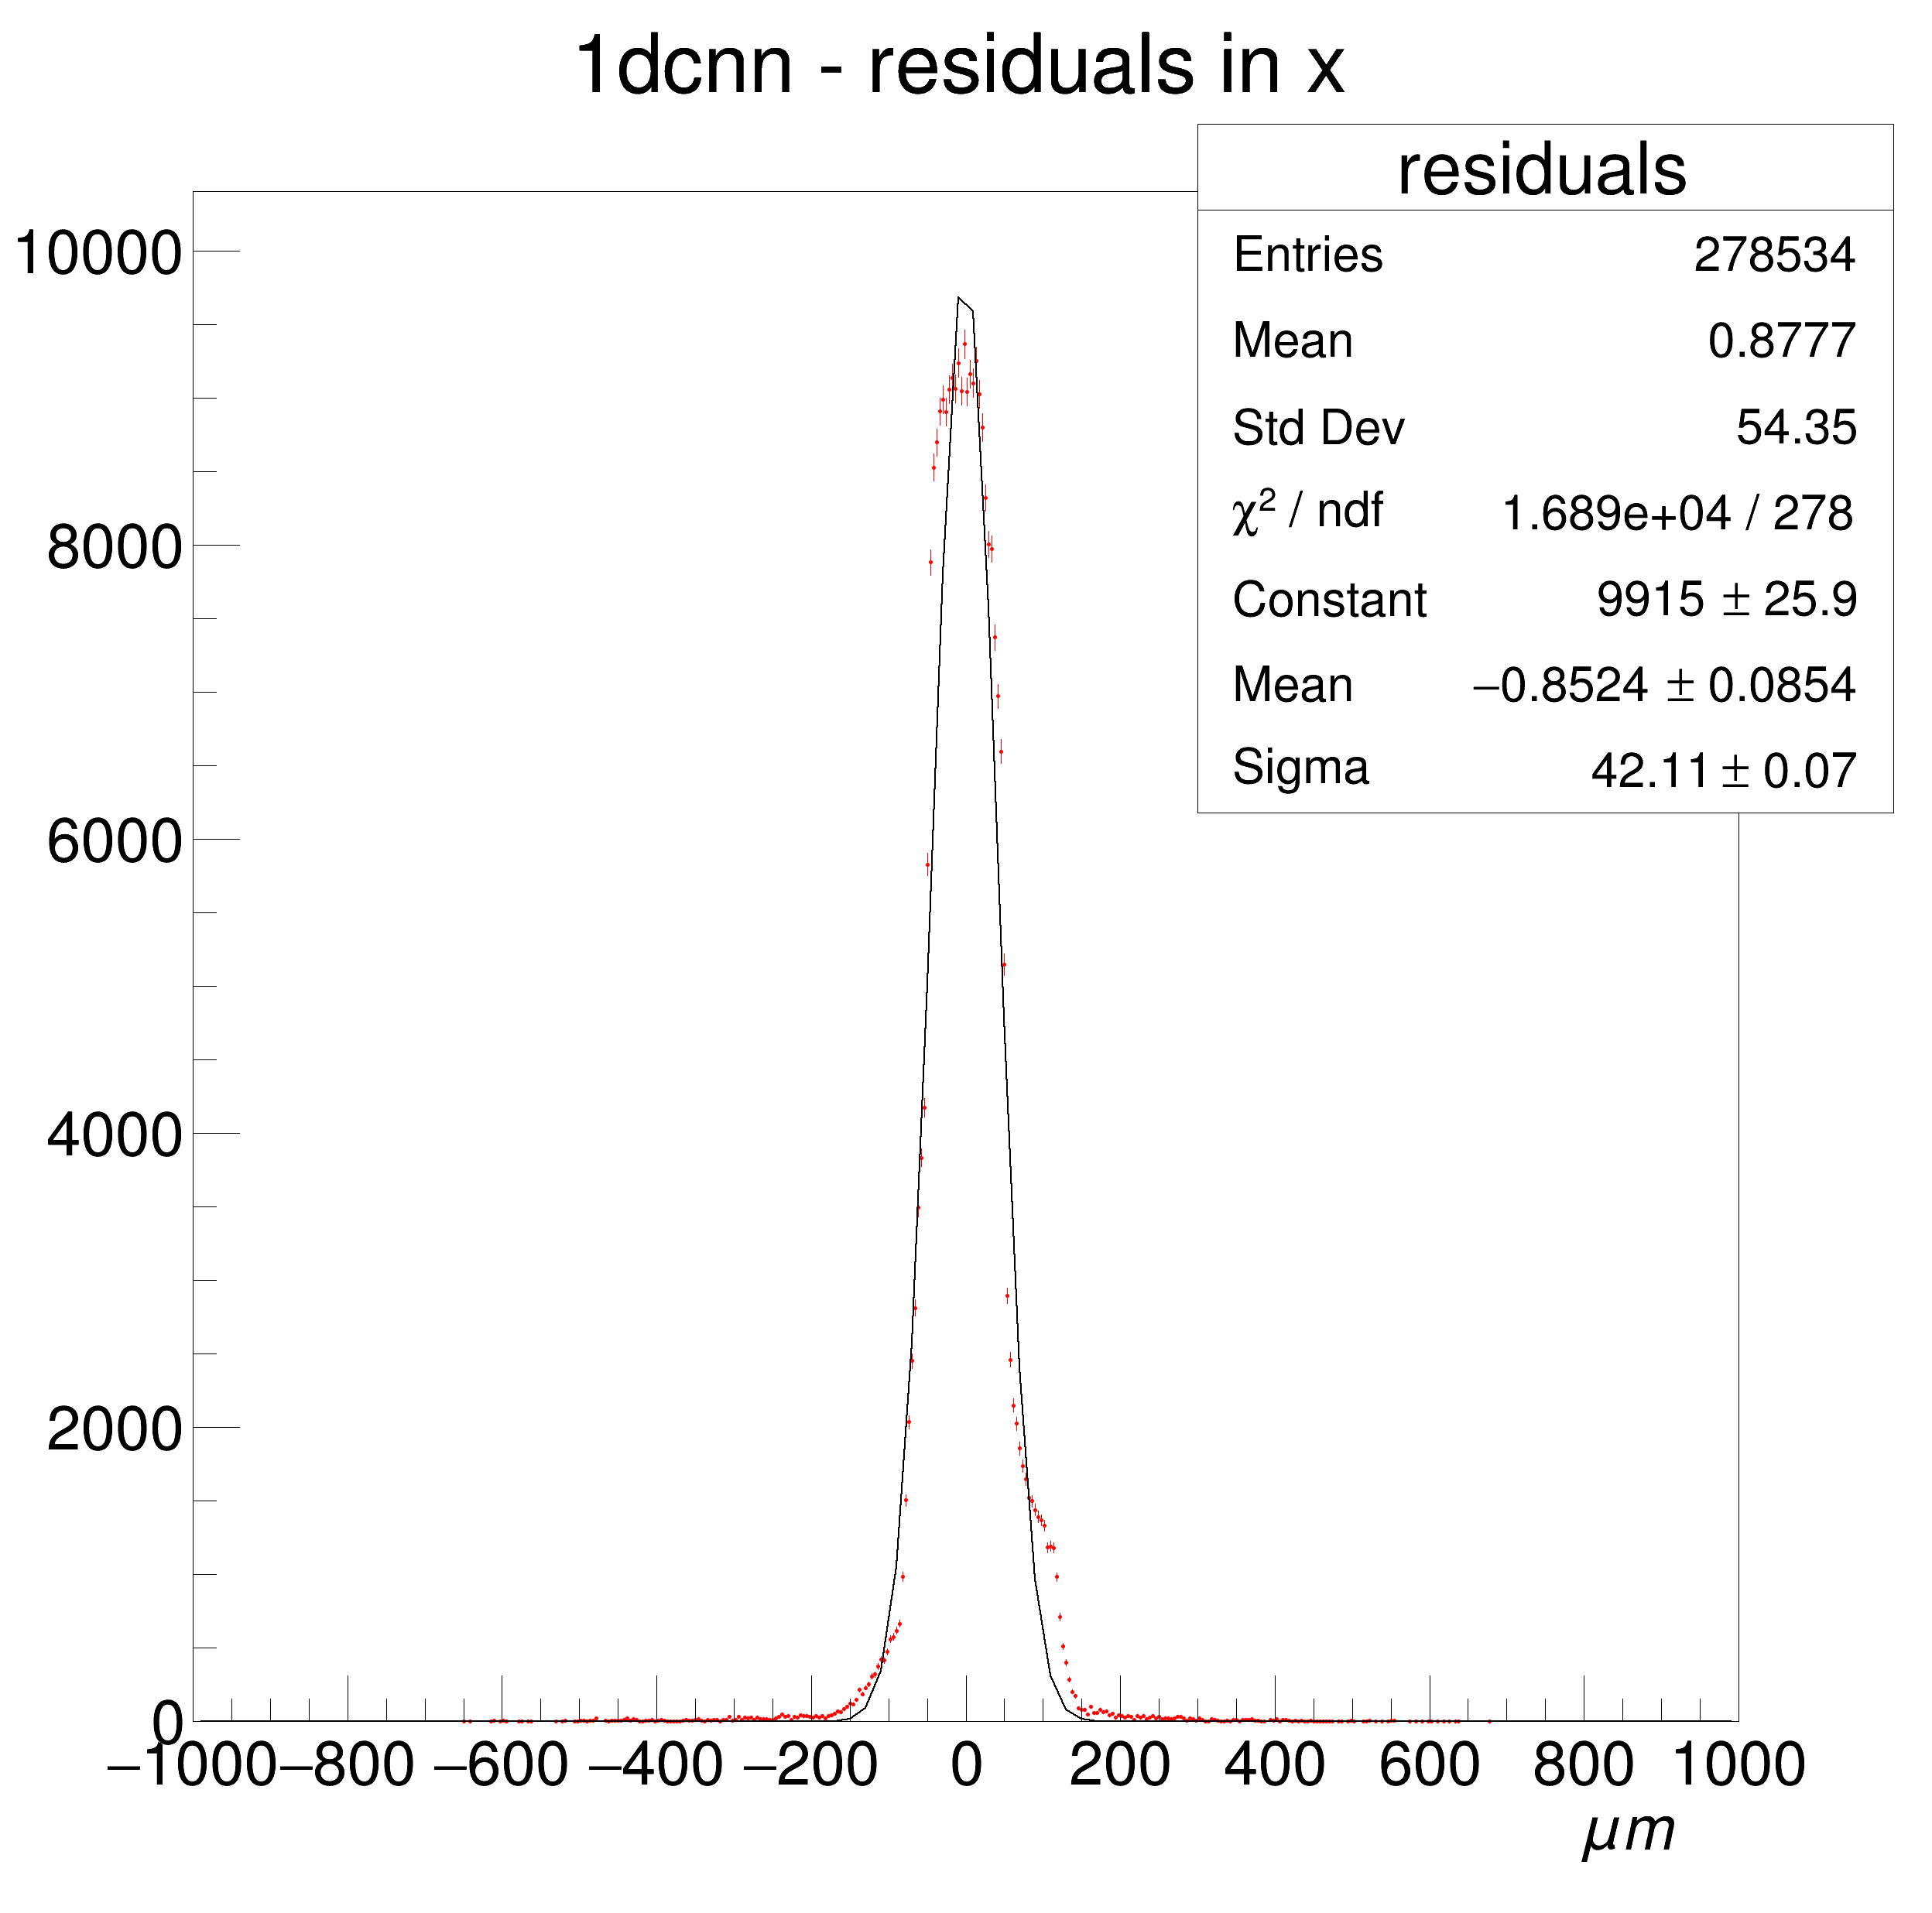 1dcnn - residuals in x
residuals
Entries 278534
Mean 0.8777
Std Dev 54.35
χ² / ndf 1.689e+04 / 278
Constant 9915 ± 25.9
Mean −0.8524 ± 0.0854
Sigma 42.11 ± 0.07
10000
8000
6000
4000
2000
0
−1000 −800 −600 −400 −200 0 200 400 600 800 1000
μm